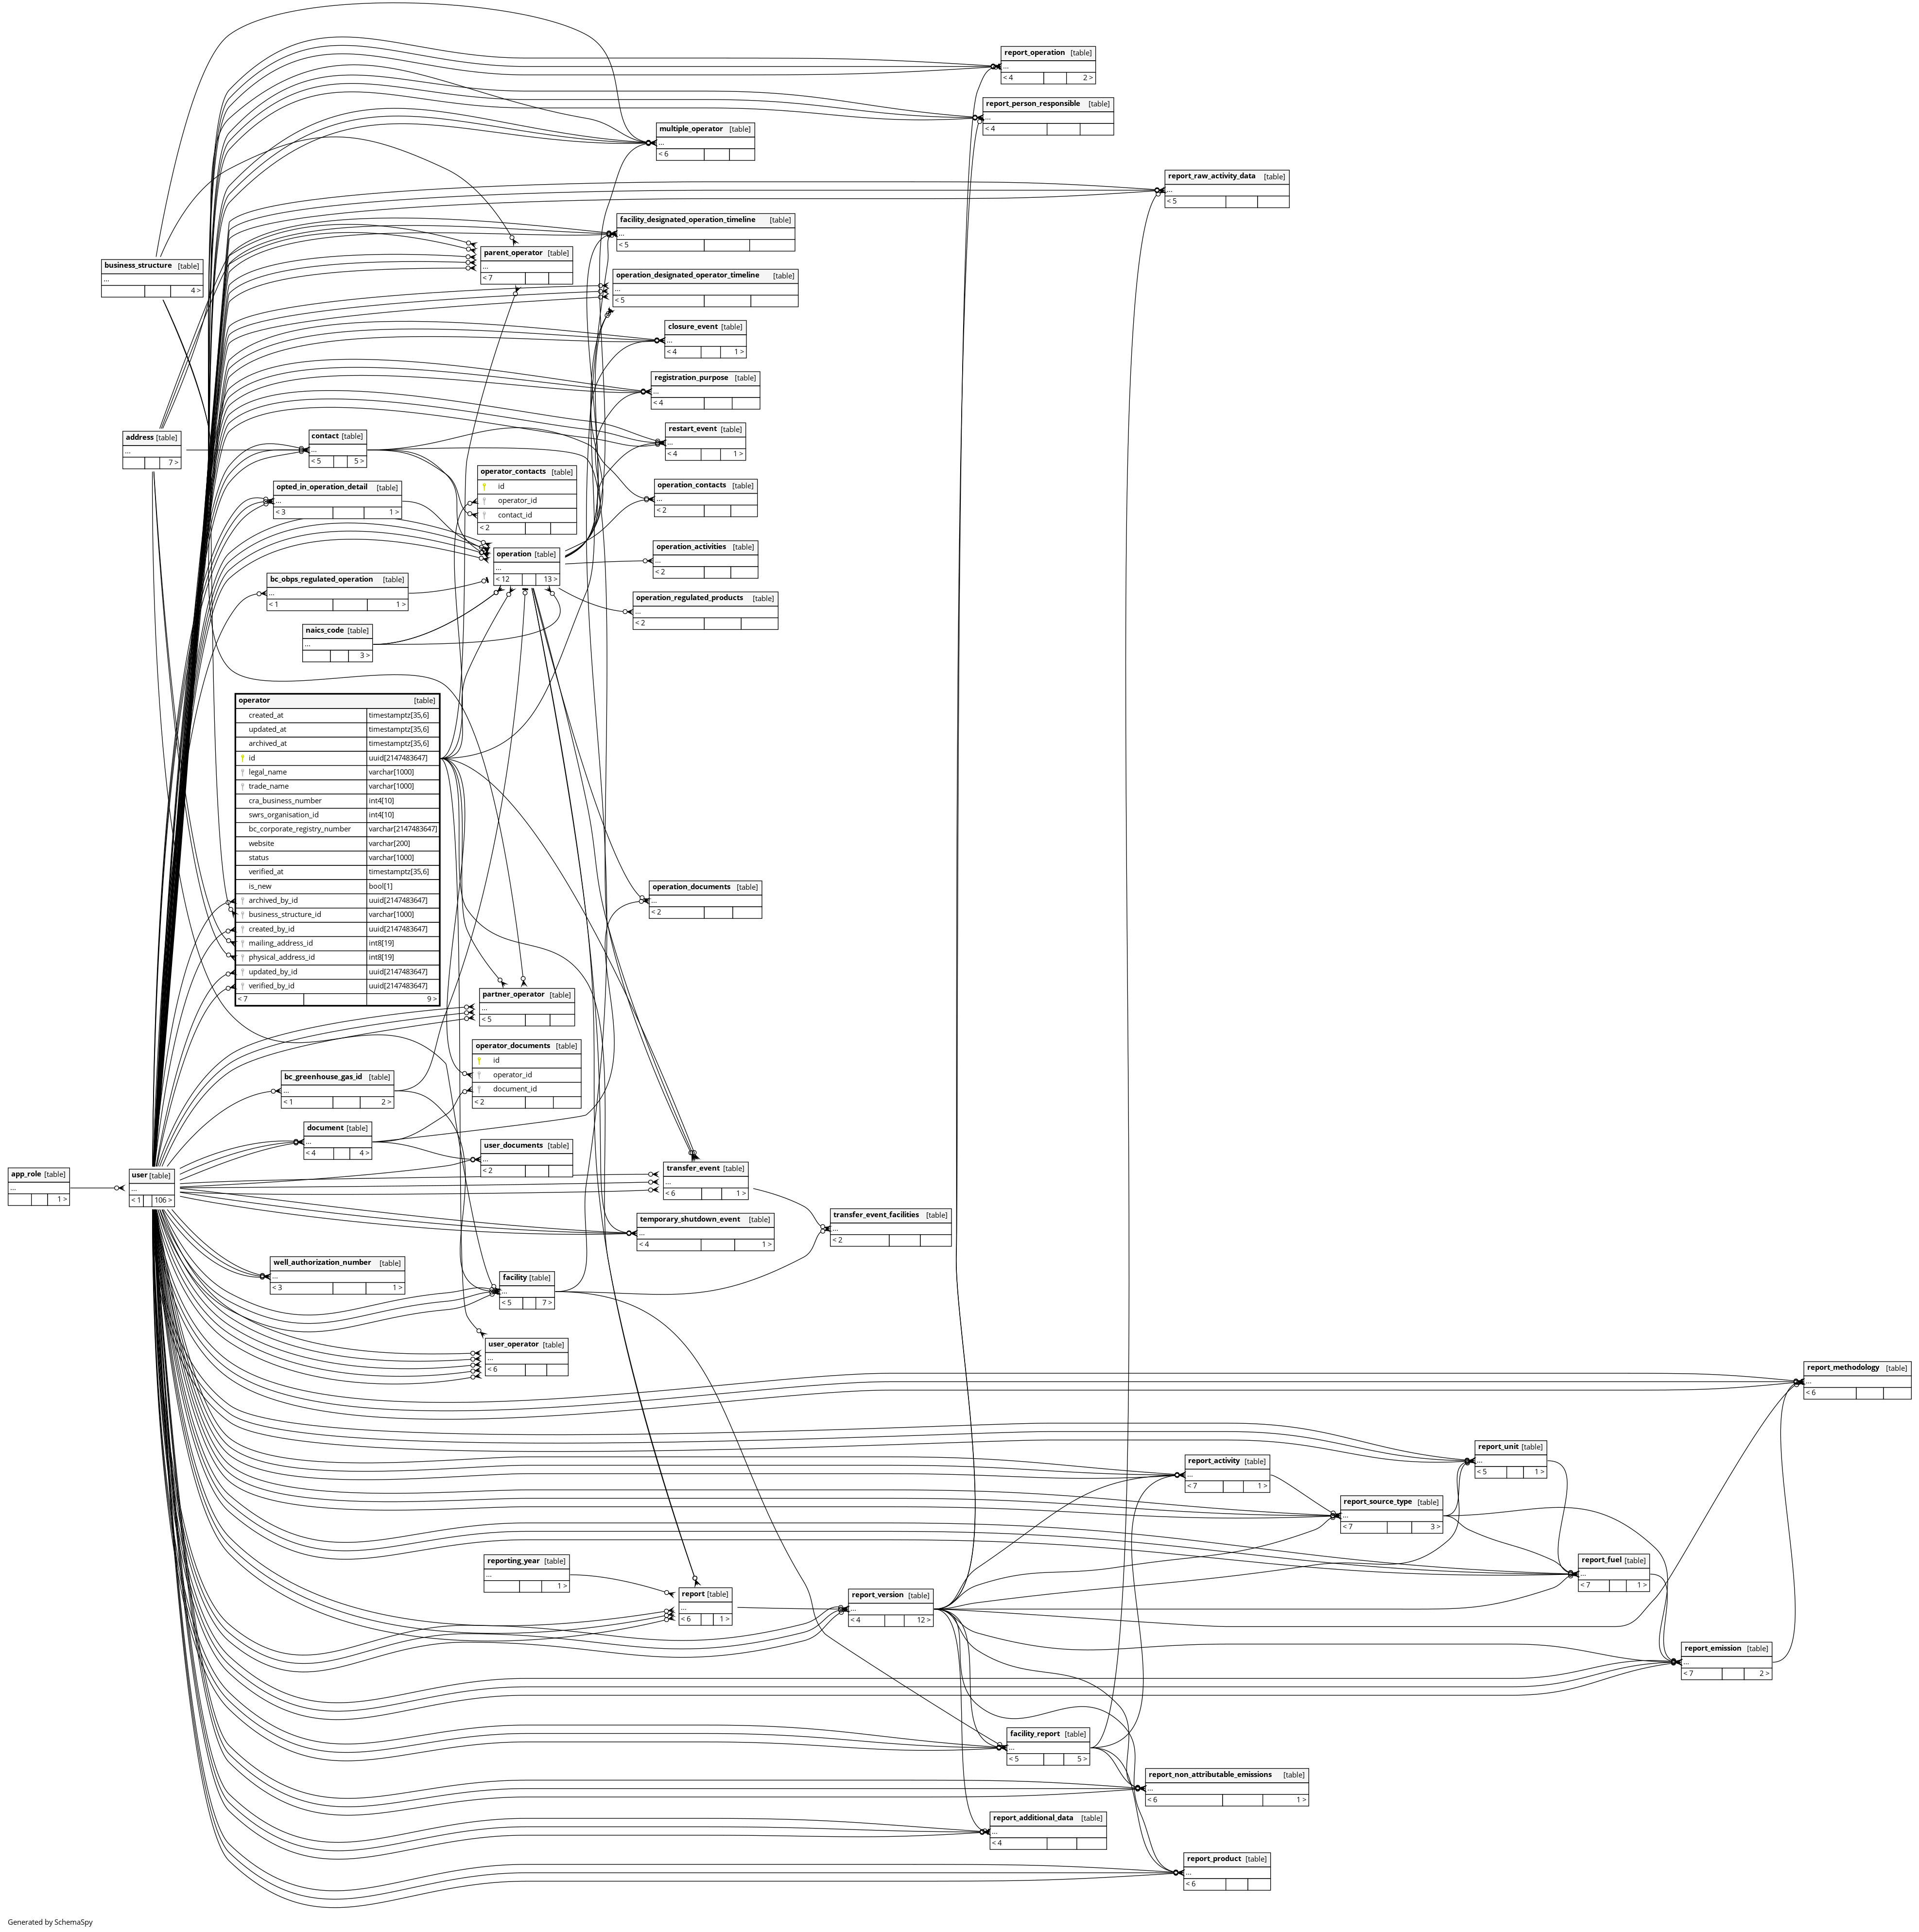 report_operation [table]
...
< 4 2 >
report_person_responsible [table]
...
< 4
multiple_operator [table]
...
< 6
report_raw_activity_data [table]
...
< 5
facility_designated_operation_timeline [table]
...
< 5
parent_operator [table]
...
< 7
business_structure [table]
...
4 >
operation_designated_operator_timeline [table]
...
< 5
closure_event [table]
...
< 4 1 >
registration_purpose [table]
...
< 4
restart_event [table]
...
< 4 1 >
address [table]
...
7 >
contact [table]
...
< 5 5 >
operator_contacts [table]
id
operator_id
contact_id
< 2
opted_in_operation_detail [table]
...
< 3 1 >
operation_contacts [table]
...
< 2
operation [table]
...
< 12 13 >
operation_activities [table]
...
< 2
bc_obps_regulated_operation [table]
...
< 1 1 >
operation_regulated_products [table]
...
< 2
naics_code [table]
...
3 >
operator [table]
created_at timestamptz[35,6]
updated_at timestamptz[35,6]
archived_at timestamptz[35,6]
id uuid[2147483647]
legal_name varchar[1000]
trade_name varchar[1000]
cra_business_number int4[10]
swrs_organisation_id int4[10]
bc_corporate_registry_number varchar[2147483647]
website varchar[200]
status varchar[1000]
verified_at timestamptz[35,6]
is_new bool[1]
archived_by_id uuid[2147483647]
business_structure_id varchar[1000]
created_by_id uuid[2147483647]
mailing_address_id int8[19]
physical_address_id int8[19]
updated_by_id uuid[2147483647]
verified_by_id uuid[2147483647]
< 7 9 >
operation_documents [table]
...
< 2
partner_operator [table]
...
< 5
operator_documents [table]
id
operator_id
document_id
< 2
bc_greenhouse_gas_id [table]
...
< 1 2 >
document [table]
...
< 4 4 >
user_documents [table]
...
< 2
app_role [table]
...
1 >
user [table]
...
< 1 106 >
transfer_event [table]
...
< 6 1 >
temporary_shutdown_event [table]
...
< 4 1 >
transfer_event_facilities [table]
...
< 2
well_authorization_number [table]
...
< 3 1 >
facility [table]
...
< 5 7 >
user_operator [table]
...
< 6
report_methodology [table]
...
< 6
report_unit [table]
...
< 5 1 >
report_activity [table]
...
< 7 1 >
report_source_type [table]
...
< 7 3 >
reporting_year [table]
...
1 >
report_fuel [table]
...
< 7 1 >
report [table]
...
< 6 1 >
report_version [table]
...
< 4 12 >
report_emission [table]
...
< 7 2 >
facility_report [table]
...
< 5 5 >
report_non_attributable_emissions [table]
...
< 6 1 >
report_additional_data [table]
...
< 4
report_product [table]
...
< 6
Generated by SchemaSpy